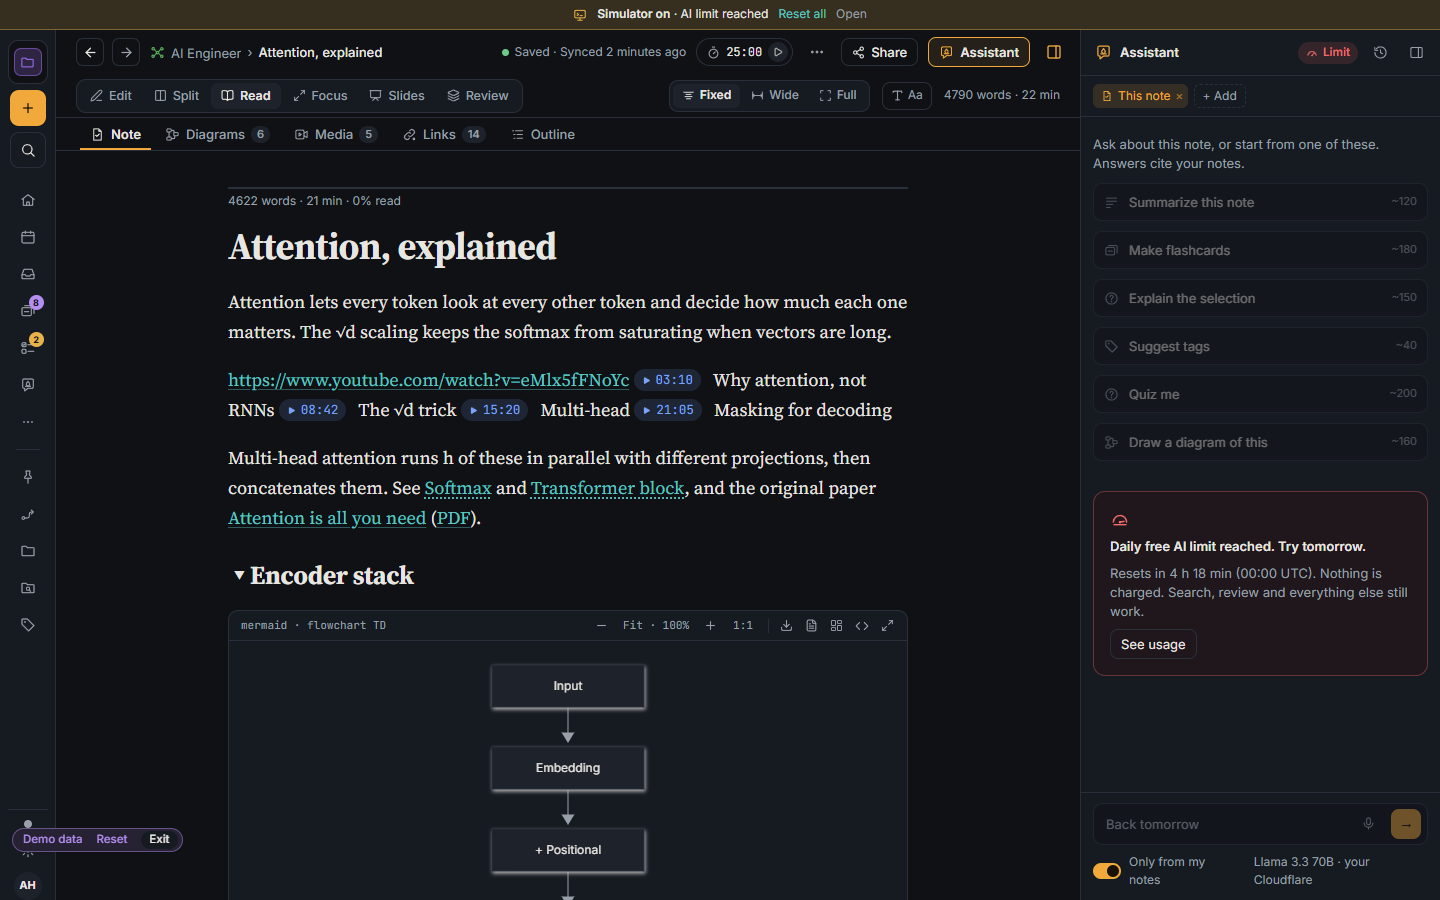 Simulator on · AI limit reached Reset all Open
AI Engineer › Attention, explained
Saved · Synced 2 minutes ago
25:00
Share
Assistant
Edit Split Read Focus Slides Review
Fixed Wide Full
Aa
4790 words · 22 min
Note Diagrams 6 Media 5 Links 14 Outline
4622 words · 21 min · 0% read
Attention, explained
Attention lets every token look at every other token and decide how much each one
matters. The √d scaling keeps the softmax from saturating when vectors are long.
https://www.youtube.com/watch?v=eMlx5fFNoYc 03:10 Why attention, not
RNNs 08:42 The √d trick 15:20 Multi-head 21:05 Masking for decoding
Multi-head attention runs h of these in parallel with different projections, then
concatenates them. See Softmax and Transformer block, and the original paper
Attention is all you need (PDF).
Encoder stack
mermaid · flowchart TD
Fit · 100%
1:1
Input
Embedding
+ Positional
8
2
Demo data Reset Exit
AH
Assistant
Limit
This note ×
+ Add
Ask about this note, or start from one of these.
Answers cite your notes.
Summarize this note ~120
Make flashcards ~180
Explain the selection ~150
Suggest tags ~40
Quiz me ~200
Draw a diagram of this ~160
Daily free AI limit reached. Try tomorrow.
Resets in 4 h 18 min (00:00 UTC). Nothing is
charged. Search, review and everything else still
work.
See usage
Back tomorrow
Only from my
notes
Llama 3.3 70B · your
Cloudflare